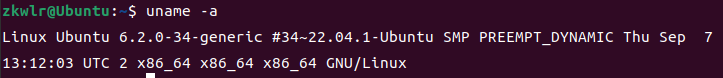 zkwlr@Ubuntu:~$ uname -a
Linux Ubuntu 6.2.0-34-generic #34~22.04.1-Ubuntu SMP PREEMPT_DYNAMIC Thu Sep  7
13:12:03 UTC 2 x86_64 x86_64 x86_64 GNU/Linux